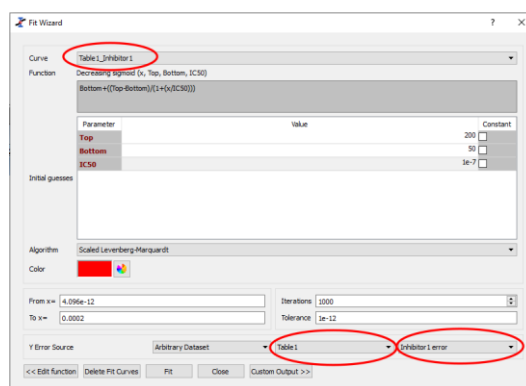 Fit Wizard ? ×
Curve Table1_Inhibitor1
Function Decreasing sigmoid (x, Top, Bottom, IC50)
Bottom+((Top-Bottom)/(1+(x/IC50)))
Parameter Value Constant
Top 200
Bottom 50
IC50 1e-7
Initial guesses
Algorithm Scaled Levenberg-Marquardt
Color
From x= 4.096e-12 Iterations 1000
To x= 0.0002 Tolerance 1e-12
Y Error Source Arbitrary Dataset Table1 Inhibitor1 error
<< Edit function Delete Fit Curves Fit Close Custom Output >>